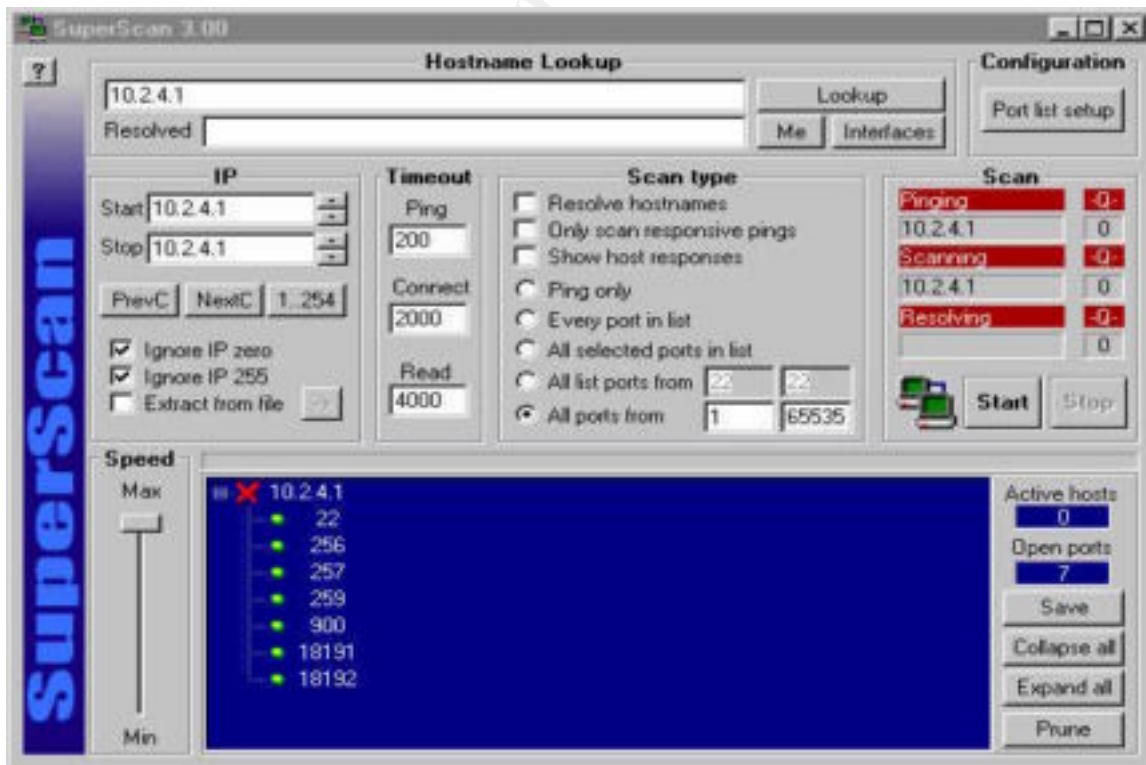 SuperScan 3.00
?
Hostname Lookup
10.2.4.1
Lookup
Resolved
Me
Interfaces
Configuration
Port list setup
IP
Start 10.2.4.1
Stop 10.2.4.1
PrevC NextC 1..254
Ignore IP zero
Ignore IP 255
Extract from file ->
Timeout
Ping
200
Connect
2000
Read
4000
Scan type
Resolve hostnames
Only scan responsive pings
Show host responses
Ping only
Every port in list
All selected ports in list
All list ports from 22 22
All ports from 1 65535
Scan
Pinging -Q-
10.2.4.1 0
Scanning -Q-
10.2.4.1 0
Resolving -Q-
0
Start Stop
SuperScan
Speed
Max
Min
10.2.4.1
22
256
257
259
900
18191
18192
Active hosts
0
Open ports
7
Save
Collapse all
Expand all
Prune